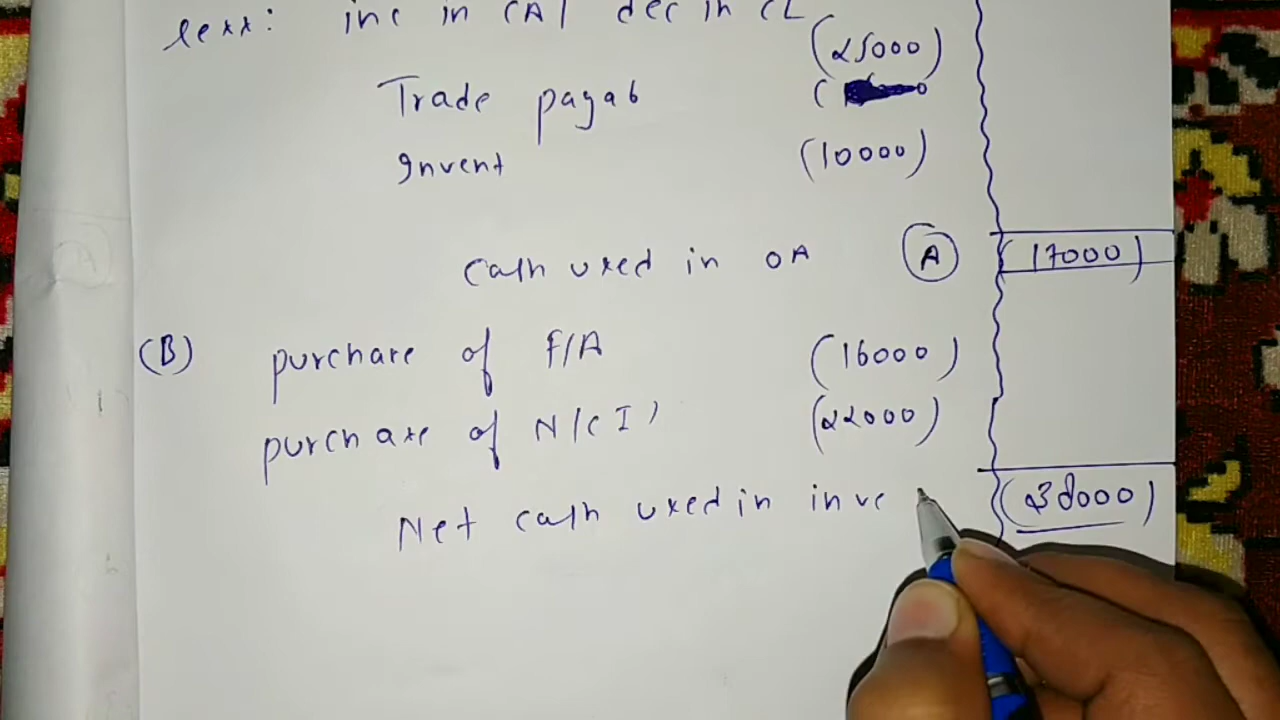 less: inc in CA / dec in CL
(25000)
Trade payab
Invent (10000)
cash used in OA (A) (17000)
(B) purchase of F/A (16000)
purchase of N/C I) (22000)
Net cash used in inve (38000)